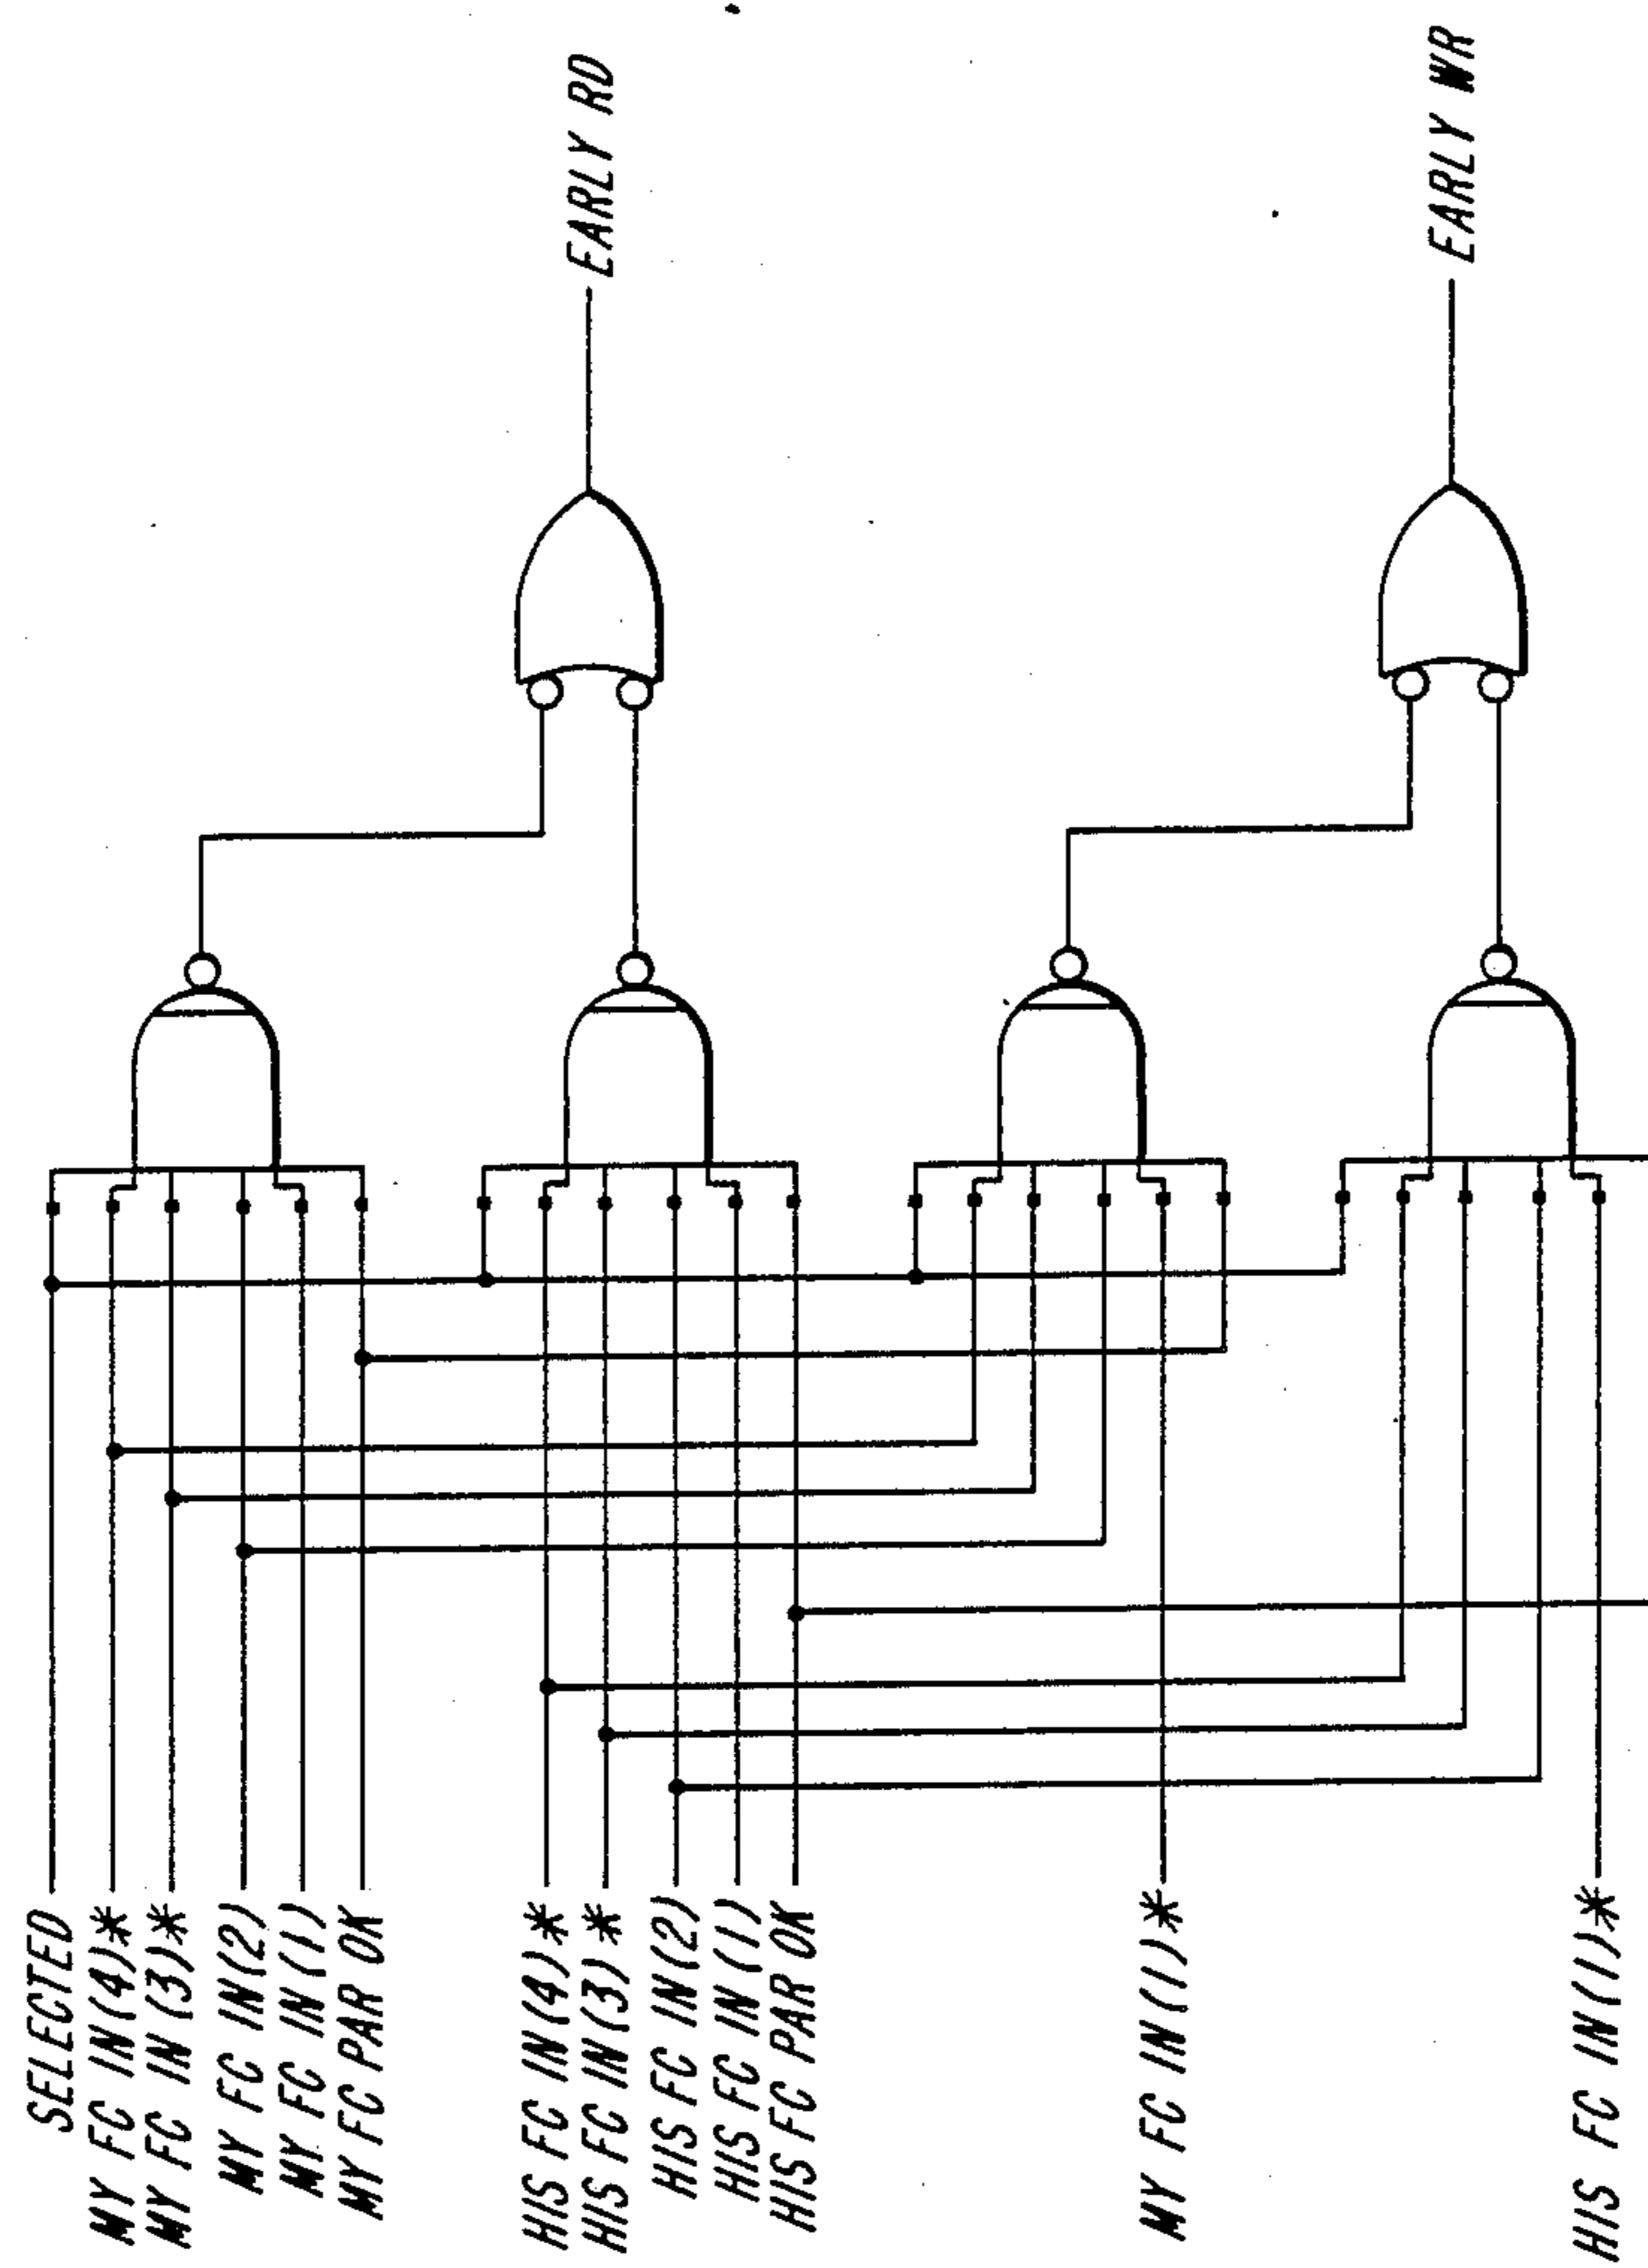 SELECTED
MY FC IN(4)*
MY FC IN(3)*
MY FC IN(2)
MY FC IN(1)
MY FC PAR OK
HIS FC IN(4)*
HIS FC IN(3)*
HIS FC IN(2)
HIS FC IN(1)
HIS FC PAR OK
MY FC IN(1)*
HIS FC IN(1)*
EARLY RD
EARLY WR